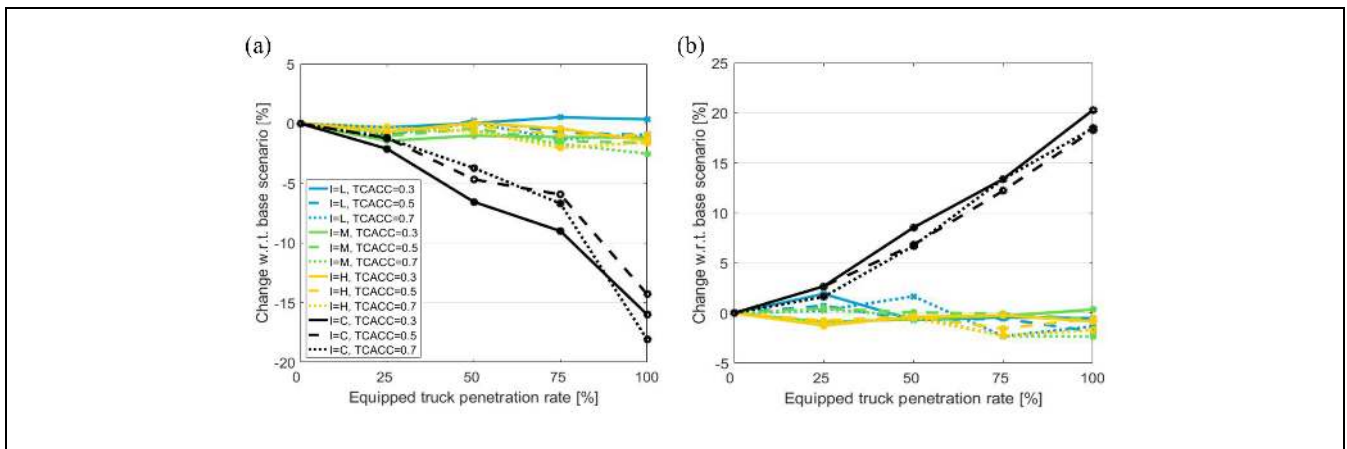 (a)
5
0
-5
-10
-15
-20
Change w.r.t. base scenario [%]
I=L, TCACC=0.3
I=L, TCACC=0.5
I=L, TCACC=0.7
I=M, TCACC=0.3
I=M, TCACC=0.5
I=M, TCACC=0.7
I=H, TCACC=0.3
I=H, TCACC=0.5
I=H, TCACC=0.7
I=C, TCACC=0.3
I=C, TCACC=0.5
I=C, TCACC=0.7
0 25 50 75 100
Equipped truck penetration rate [%]
(b)
25
20
15
10
5
0
-5
Change w.r.t. base scenario [%]
0 25 50 75 100
Equipped truck penetration rate [%]